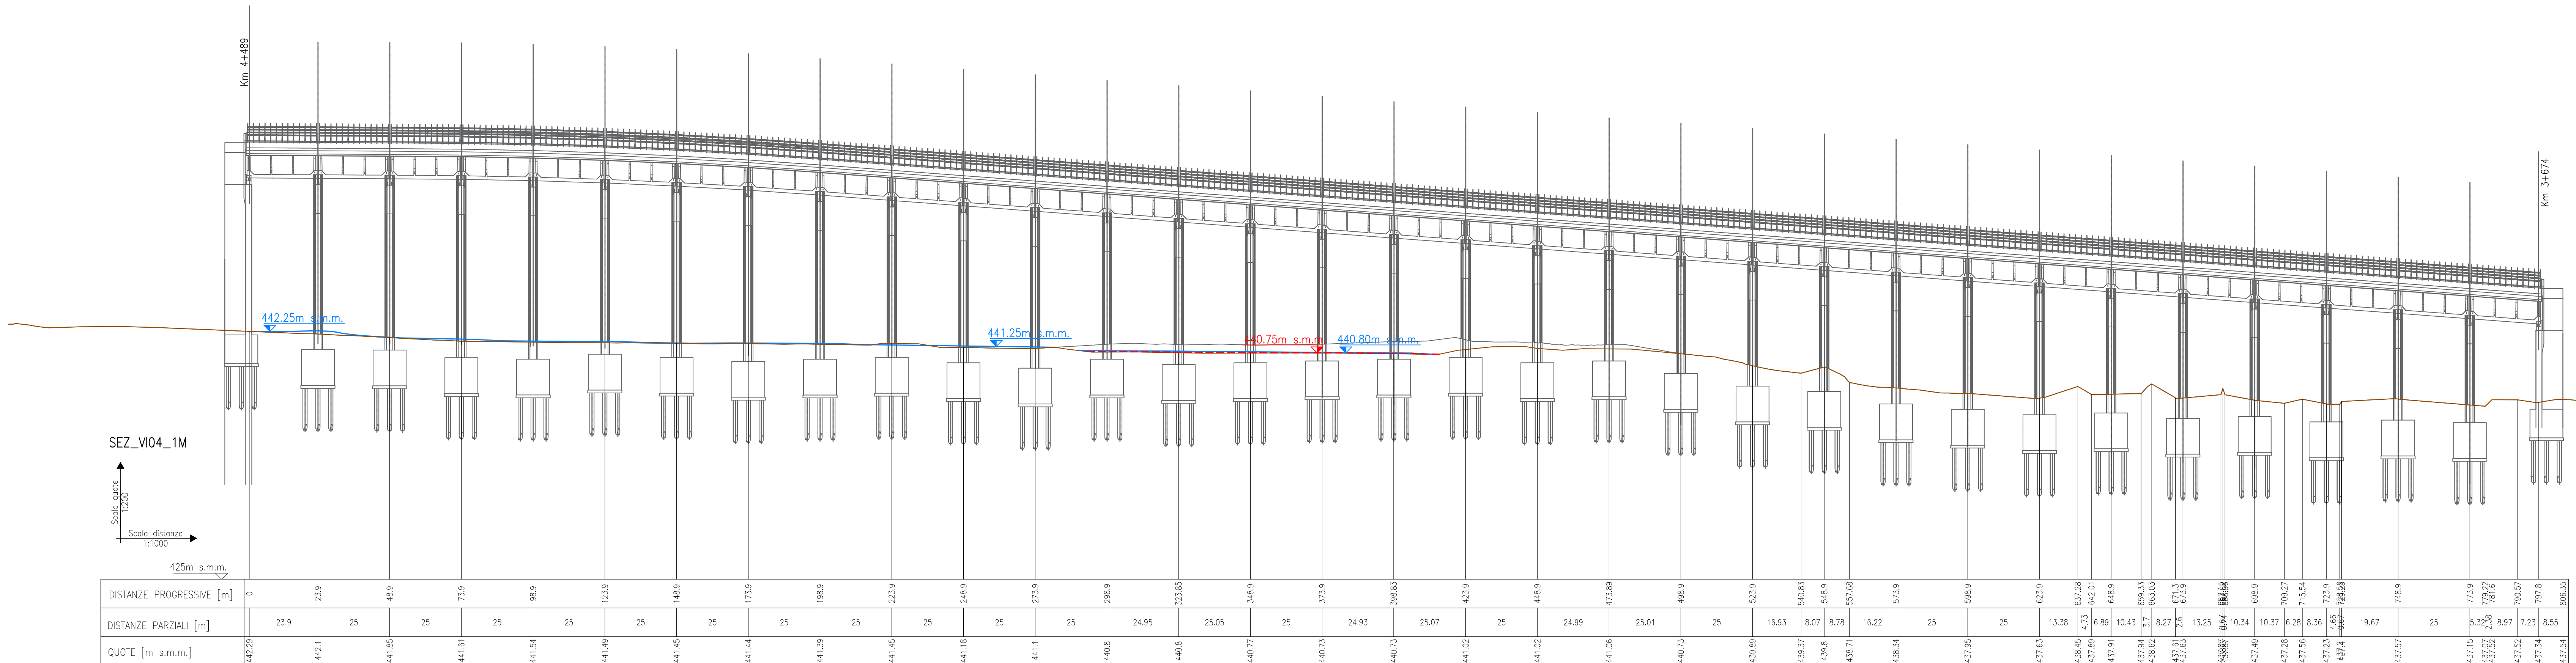 Km 4+489
Km 3+674
442.25m s.m.m.
441.25m s.m.m.
440.75m s.m.m.
440.80m s.m.m.
SEZ_VI04_1M
Scala quote
1:200
Scala distanze
1:1000
425m s.m.m.
DISTANZE PROGRESSIVE [m] 0 23.9 48.9 73.9 98.9 123.9 148.9 173.9 198.9 223.9 248.9 273.9 298.9 323.85 348.9 373.9 398.83 423.9 448.9 473.89 498.9 523.9 540.83 548.9 557.68 573.9 598.9 623.9 637.28 642.01 648.9 659.33 663.03 671.3 673.9 698.9 709.27 715.54 723.9 748.9 773.9 779.22 781.6 790.57 797.8 806.35
DISTANZE PARZIALI [m] 23.9 25 25 25 25 25 25 25 25 25 25 25 24.95 25.05 25 24.93 25.07 25 24.99 25.01 25 16.93 8.07 8.78 16.22 25 25 13.38 4.73 6.89 10.43 3.7 8.27 2.6 13.25 10.34 10.37 6.28 8.36 4.66 0.67 19.67 25 5.32 2.38 8.97 7.23 8.55
QUOTE [m s.m.m.] 442.29 442.1 441.85 441.61 441.54 441.49 441.45 441.44 441.39 441.45 441.18 441.1 440.8 440.8 440.77 440.73 440.73 441.02 441.02 441.06 440.73 439.89 439.37 439.8 438.71 438.34 437.95 437.63 438.45 437.89 437.91 437.94 438.62 437.61 437.63 437.49 437.28 437.56 437.23 437.57 437.15 437.07 437.52 437.52 437.34 437.54